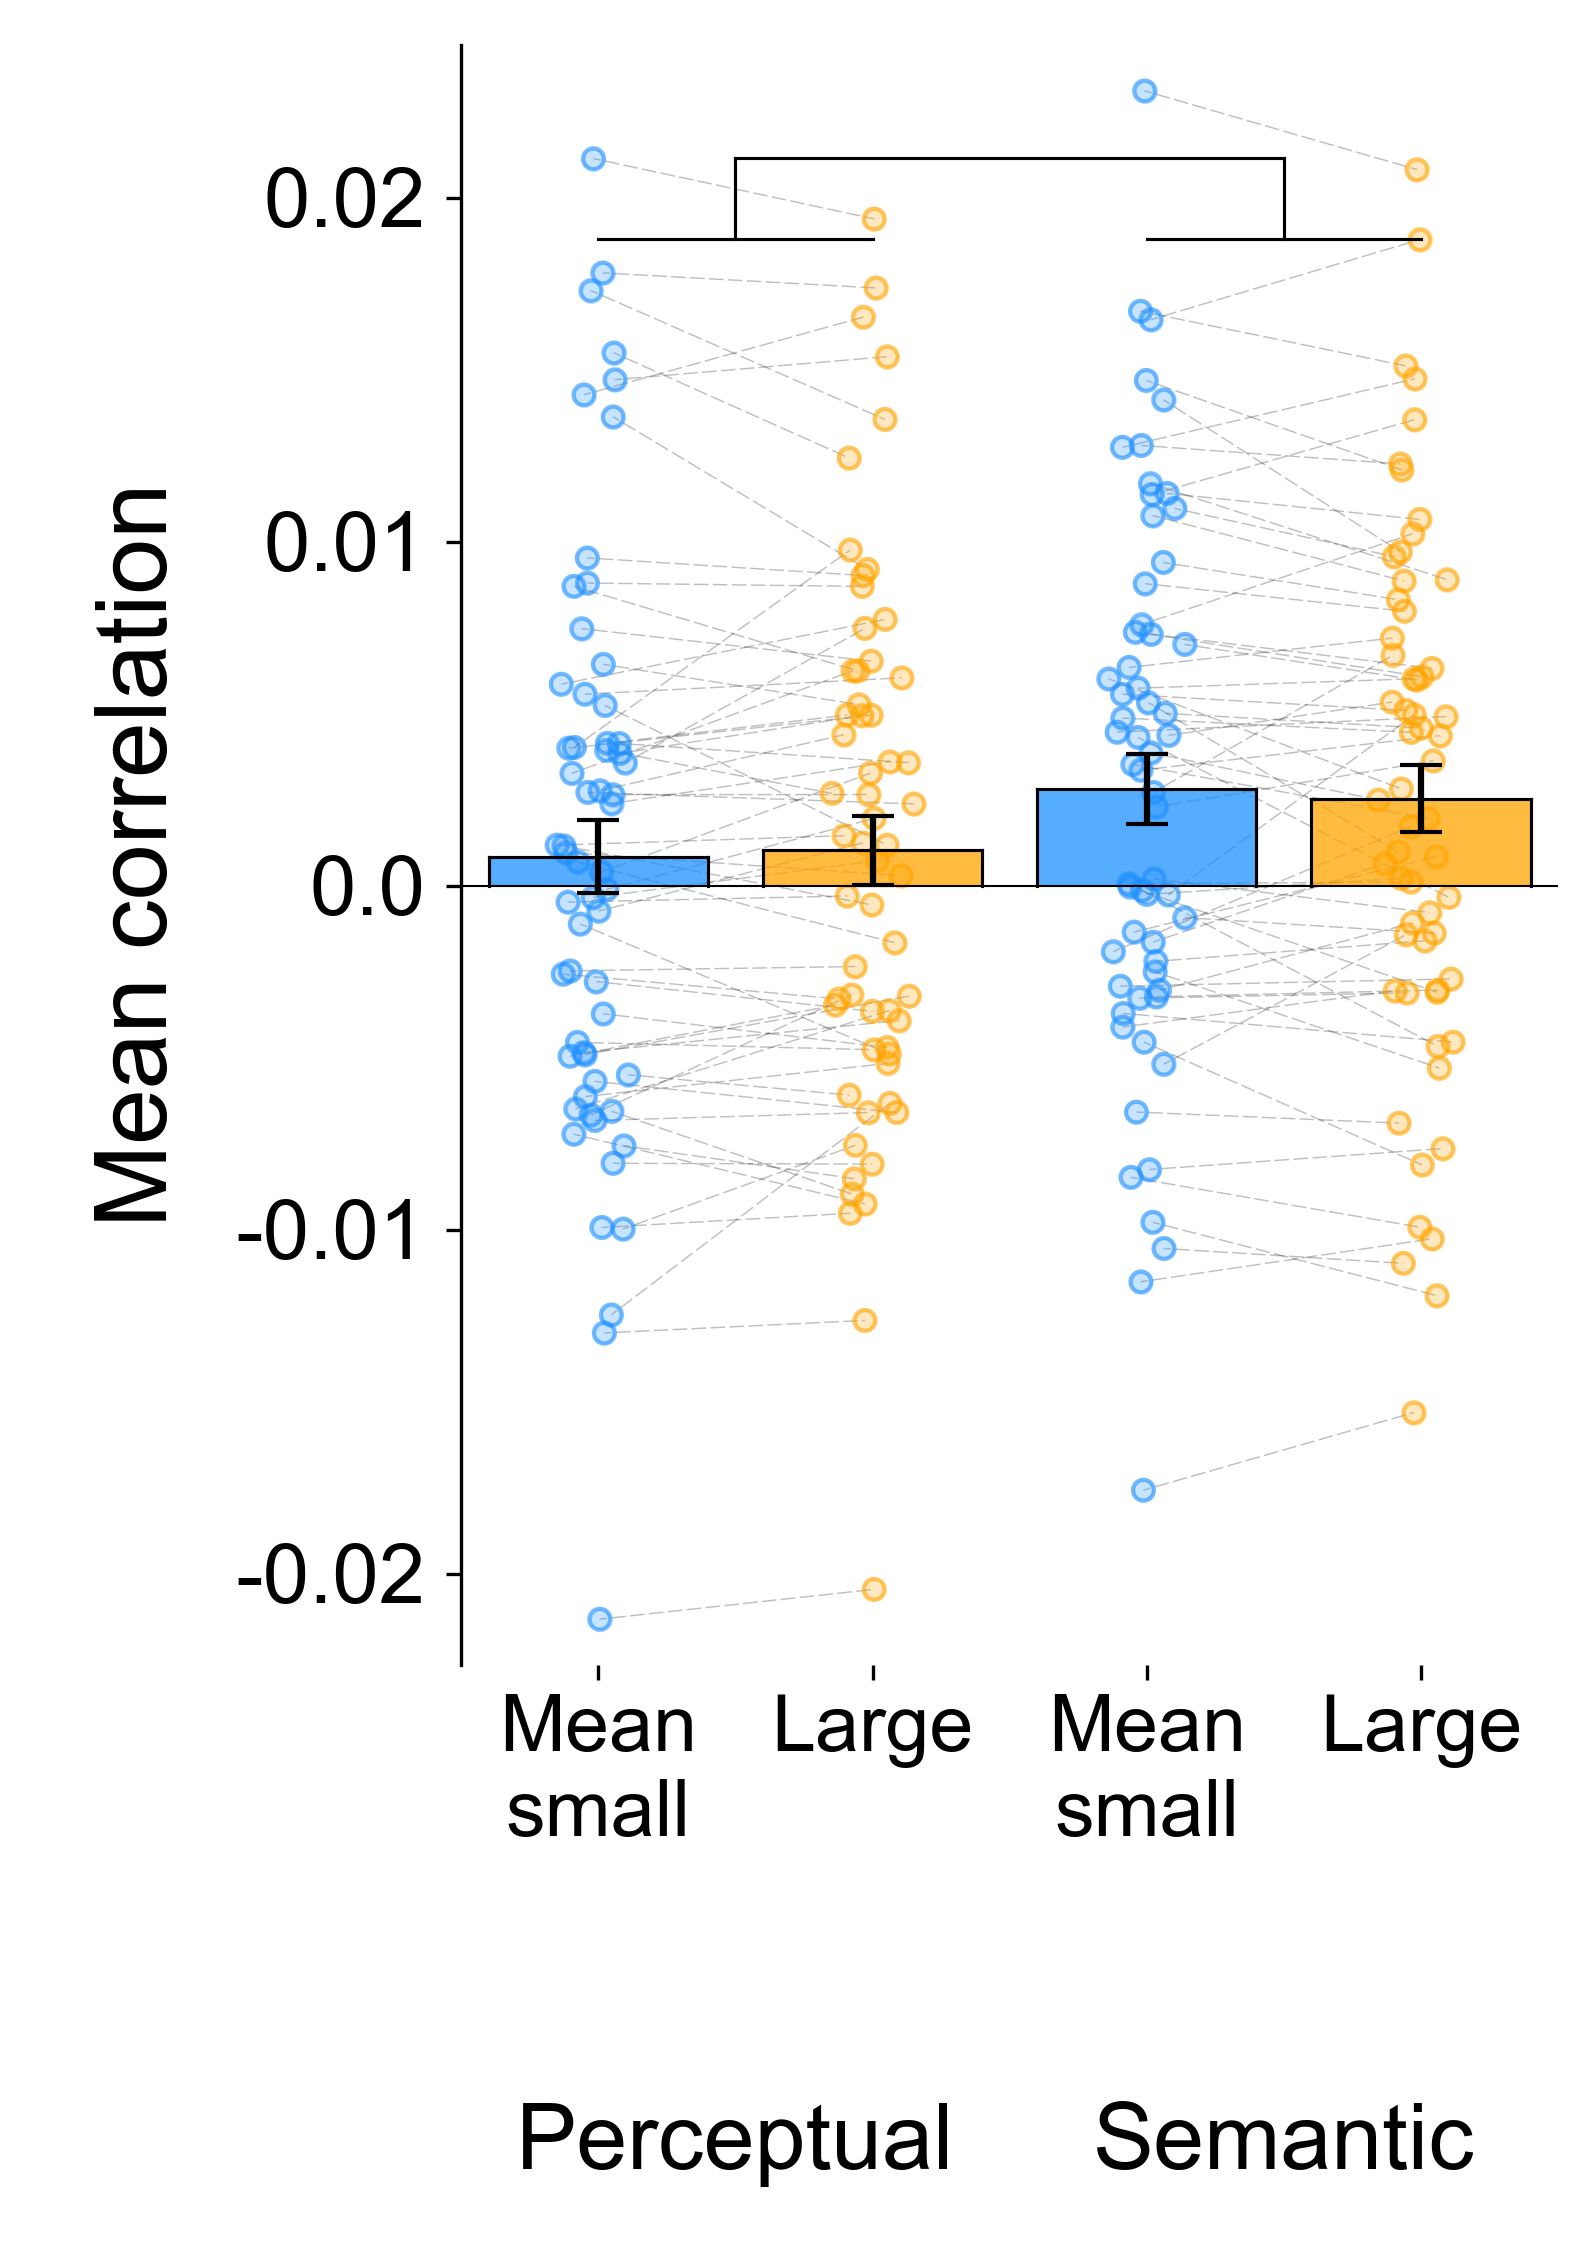 Mean correlation
0.02
0.01
0.0
-0.01
-0.02
Mean
small
Large
Mean
small
Large
Perceptual
Semantic